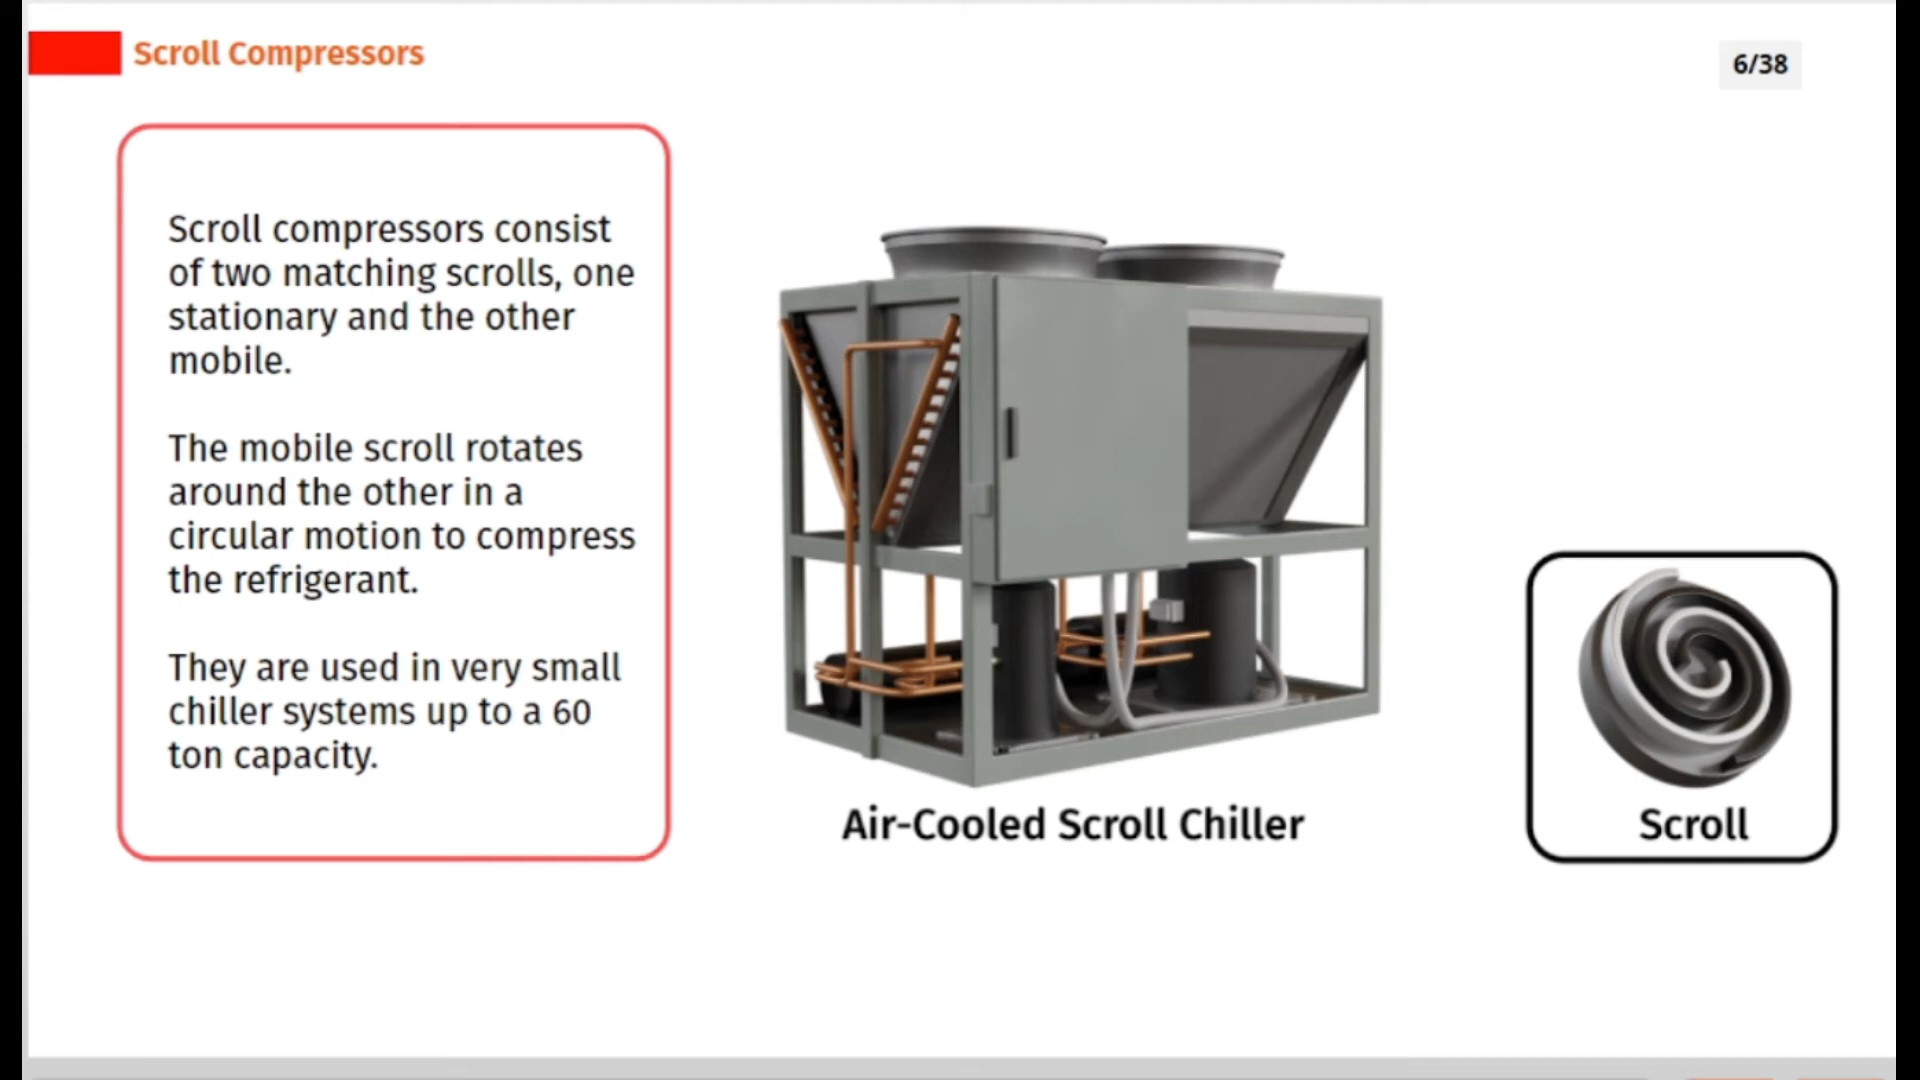 Scroll Compressors
6/38
Scroll compressors consist
of two matching scrolls, one
stationary and the other
mobile.
The mobile scroll rotates
around the other in a
circular motion to compress
the refrigerant.
They are used in very small
chiller systems up to a 60
ton capacity.
Air-Cooled Scroll Chiller
Scroll